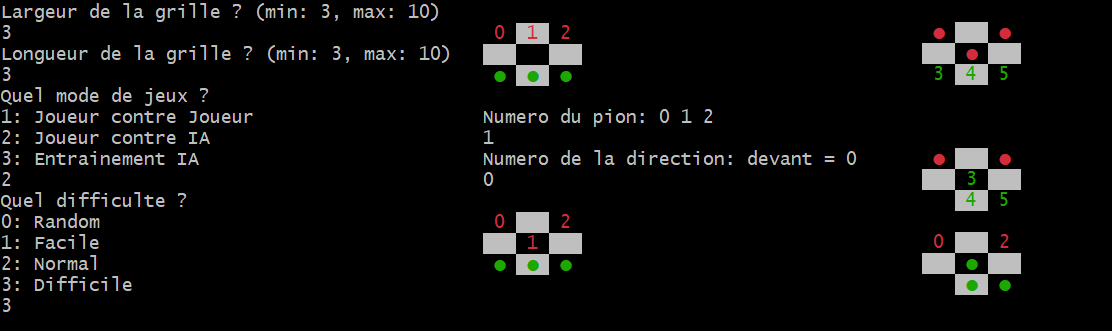 Largeur de la grille ? (min: 3, max: 10)
3
Longueur de la grille ? (min: 3, max: 10)
3
Quel mode de jeux ?
1: Joueur contre Joueur
2: Joueur contre IA
3: Entrainement IA
2
Quel difficulte ?
0: Random
1: Facile
2: Normal
3: Difficile
3
0 1 2
Numero du pion: 0 1 2
1
Numero de la direction: devant = 0
0
0 2
1
3 4 5
3
4 5
0 2